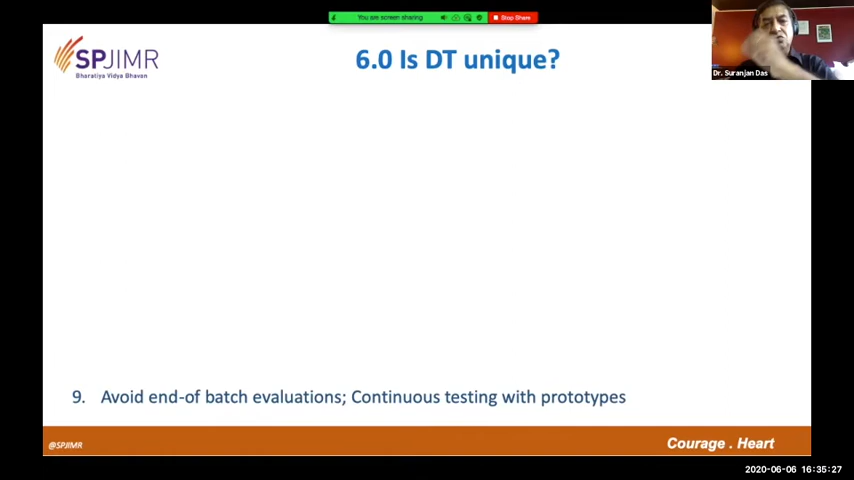 You are screen sharing
Stop Share
SPJIMR
Bharatiya Vidya Bhavan
6.0 Is DT unique?
Dr. Suranjan Das
9. Avoid end-of batch evaluations; Continuous testing with prototypes
@SPJIMR
Courage . Heart
2020-06-06 16:35:27